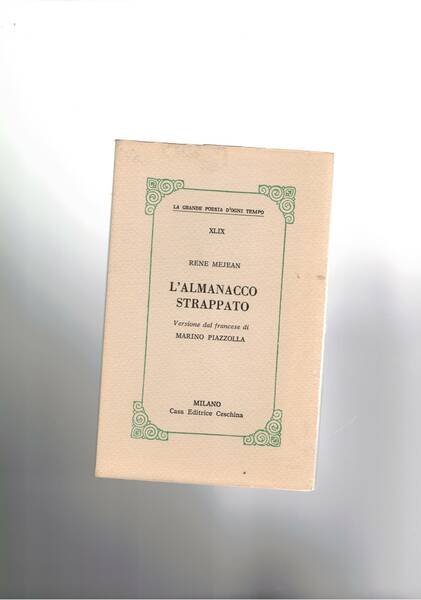 LA GRANDE POESIA D'OGNI TEMPO
XLIX
RENE MEJEAN
L'ALMANACCO
STRAPPATO
Versione dal francese di
MARINO PIAZZOLLA
MILANO
Casa Editrice Ceschina